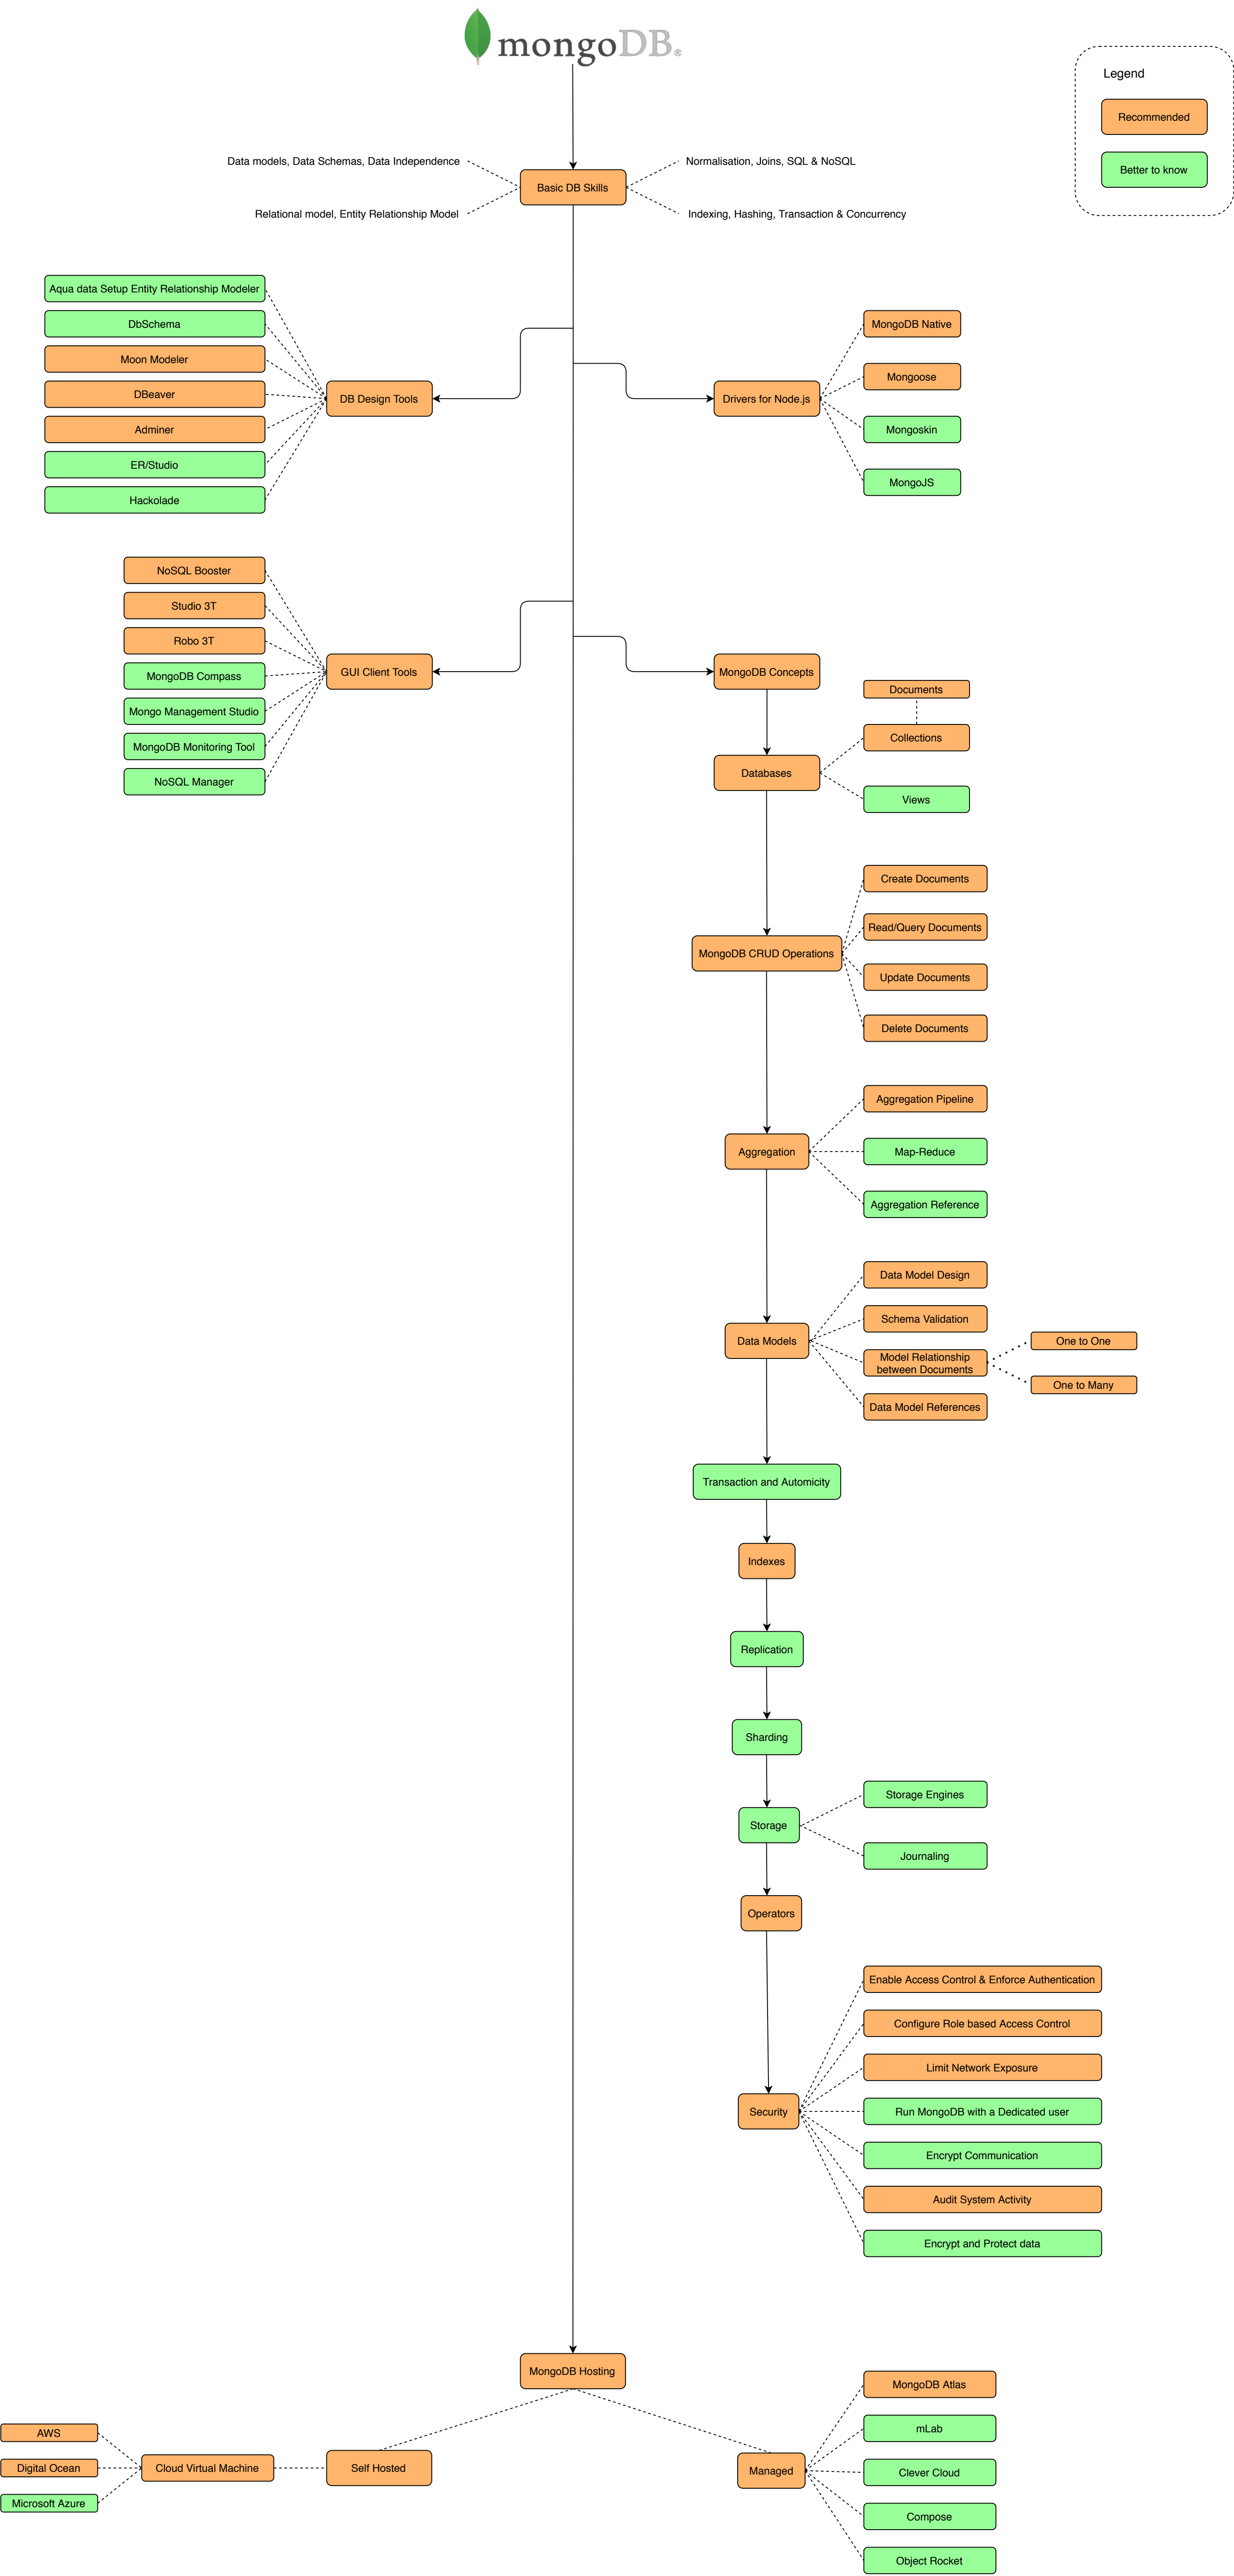 mongoDB®
Legend
Recommended
Better to know
Data models, Data Schemas, Data Independence
Normalisation, Joins, SQL & NoSQL
Basic DB Skills
Relational model, Entity Relationship Model
Indexing, Hashing, Transaction & Concurrency
Aqua data Setup Entity Relationship Modeler
DbSchema
Moon Modeler
DBeaver
Adminer
ER/Studio
Hackolade
DB Design Tools
Drivers for Node.js
MongoDB Native
Mongoose
Mongoskin
MongoJS
NoSQL Booster
Studio 3T
Robo 3T
MongoDB Compass
Mongo Management Studio
MongoDB Monitoring Tool
NoSQL Manager
GUI Client Tools
MongoDB Concepts
Documents
Collections
Databases
Views
Create Documents
Read/Query Documents
MongoDB CRUD Operations
Update Documents
Delete Documents
Aggregation Pipeline
Aggregation
Map-Reduce
Aggregation Reference
Data Model Design
Schema Validation
Data Models
Model Relationship
between Documents
One to One
One to Many
Data Model References
Transaction and Automicity
Indexes
Replication
Sharding
Storage Engines
Storage
Journaling
Operators
Enable Access Control & Enforce Authentication
Configure Role based Access Control
Limit Network Exposure
Security
Run MongoDB with a Dedicated user
Encrypt Communication
Audit System Activity
Encrypt and Protect data
MongoDB Hosting
AWS
Digital Ocean
Microsoft Azure
Cloud Virtual Machine
Self Hosted
Managed
MongoDB Atlas
mLab
Clever Cloud
Compose
Object Rocket